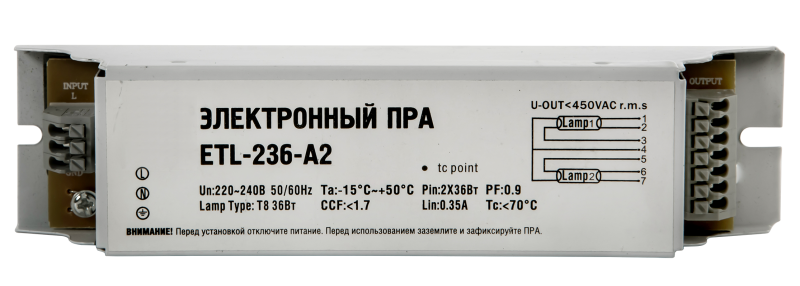 INPUT
L
GND
OUTPUT
ЭЛЕКТРОННЫЙ ПРА
ETL-236-A2
• tc point
U-OUT<450VAC r.m.s
Lamp1
Lamp2
1
2
3
4
5
6
7
L
N
Uп:220~240В 50/60Hz Ta:-15°C~+50°C Pin:2X36Вт PF:0.9
Lamp Type: T8 36Вт CCF:<1.7 Lin:0.35A Tc:<70°C
ВНИМАНИЕ! Перед установкой отключите питание. Перед использованием заземлите и зафиксируйте ПРА.